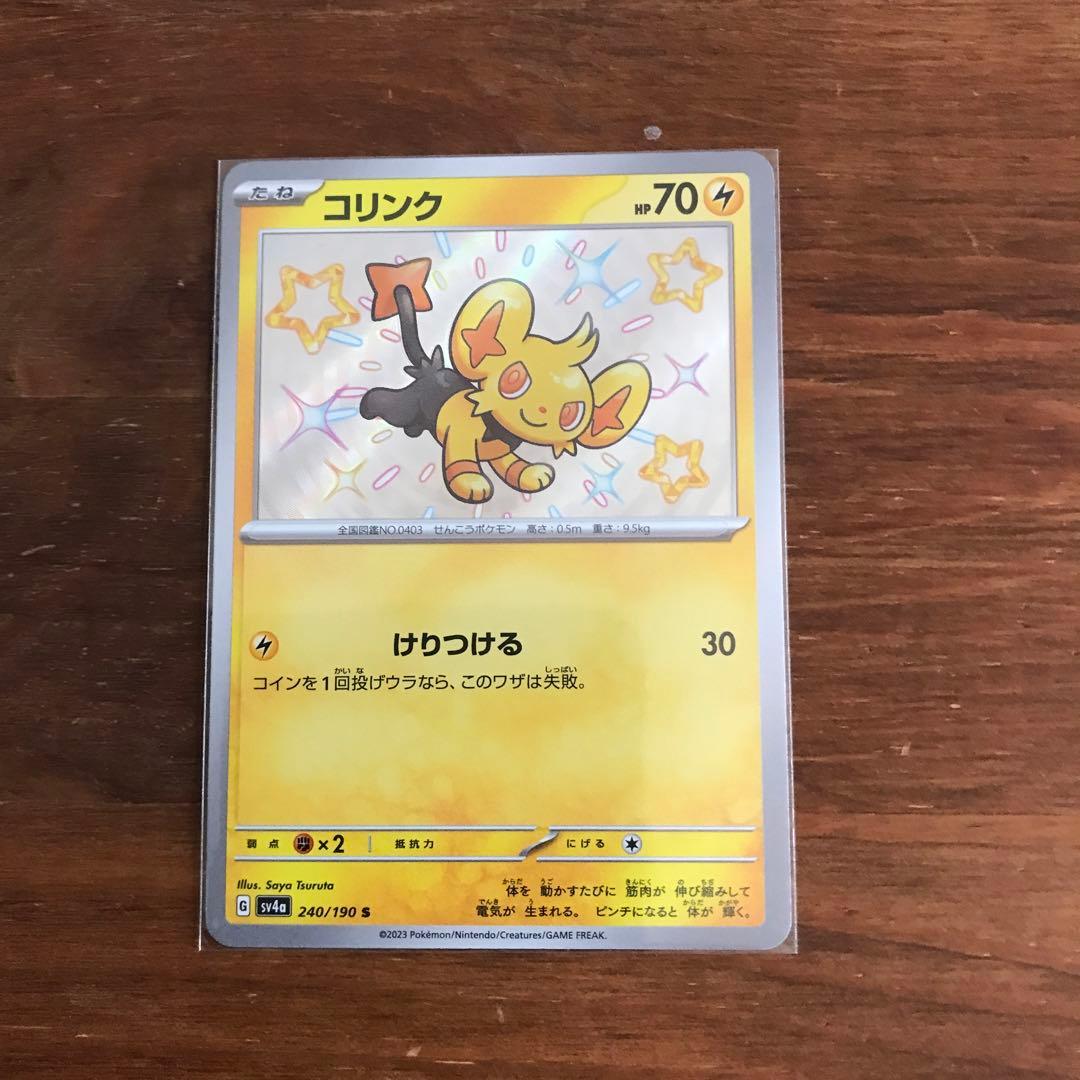 たね
コリンク
HP70
全国図鑑NO.0403 せんこうポケモン 高さ:0.5m 重さ:9.5kg
けりつける 30
コインを1回投げウラなら、このワザは失敗。
弱点 ×2 抵抗力 にげる
Illus. Saya Tsuruta
体を 動かすたびに 筋肉が 伸び縮みして
電気が 生まれる。 ピンチになると 体が 輝く。
G sv4a 240/190 S
©2023 Pokémon/Nintendo/Creatures/GAME FREAK.